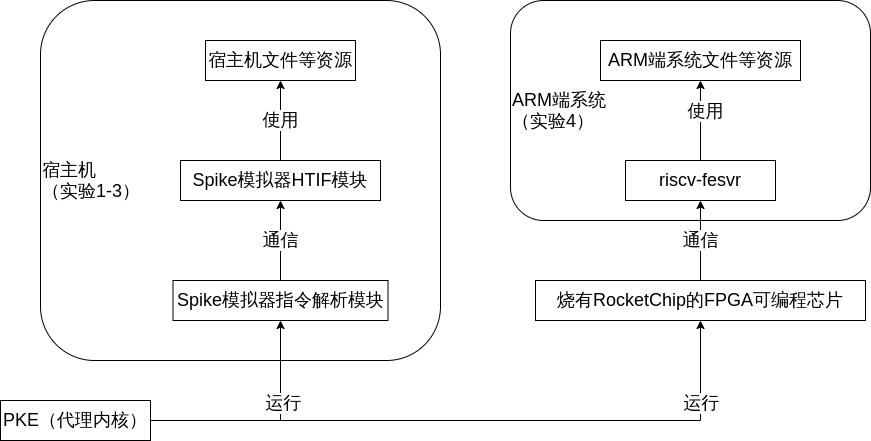 宿主机文件等资源
使用
Spike模拟器HTIF模块
宿主机
（实验1-3）
通信
Spike模拟器指令解析模块
运行
PKE（代理内核）
ARM端系统文件等资源
ARM端系统
（实验4）
使用
riscv-fesvr
通信
烧有RocketChip的FPGA可编程芯片
运行